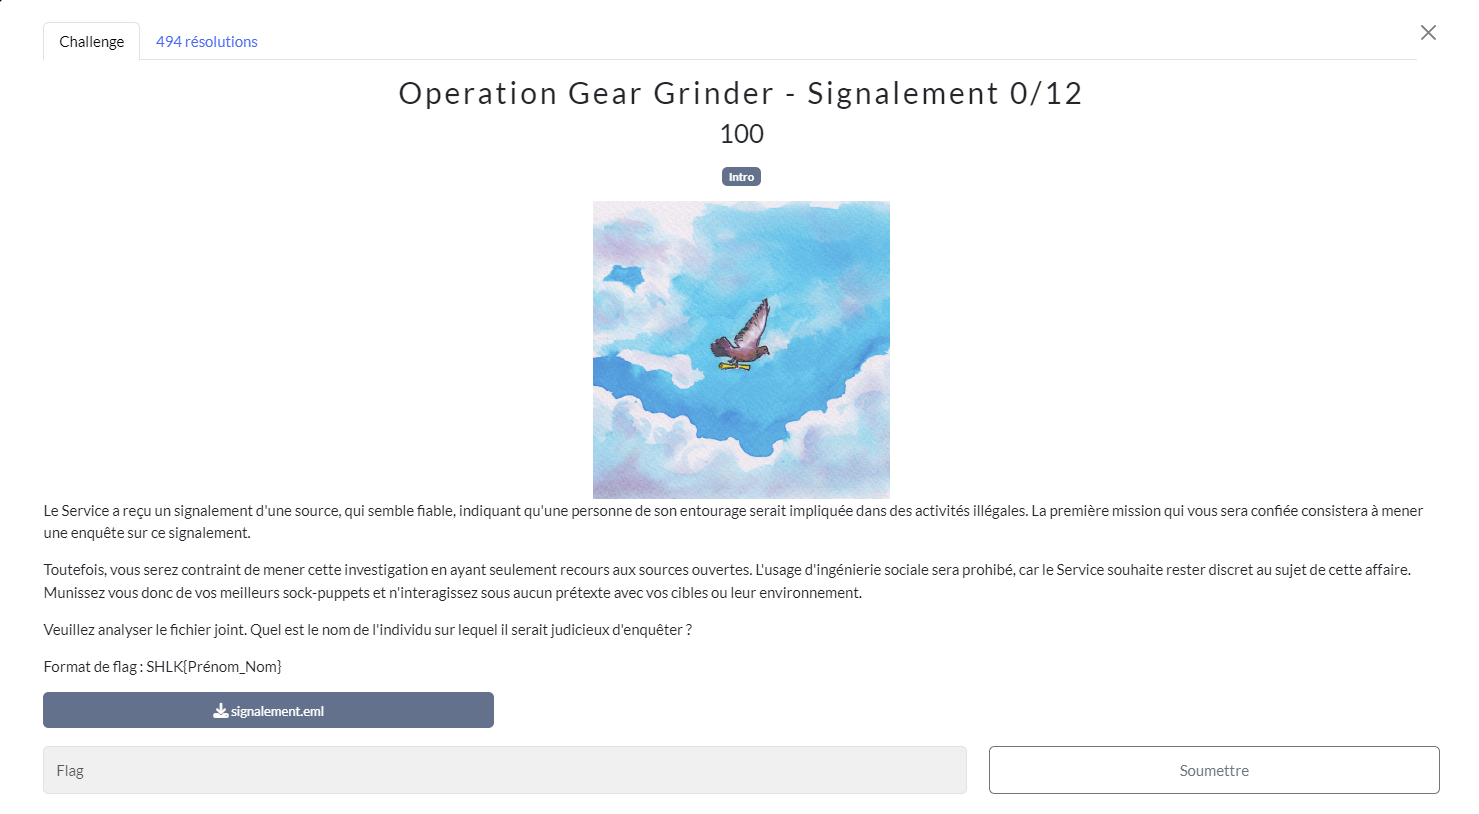 Challenge
494 résolutions
Operation Gear Grinder - Signalement 0/12
100
Intro
Le Service a reçu un signalement d'une source, qui semble fiable, indiquant qu'une personne de son entourage serait impliquée dans des activités illégales. La première mission qui vous sera confiée consistera à mener
une enquête sur ce signalement.
Toutefois, vous serez contraint de mener cette investigation en ayant seulement recours aux sources ouvertes. L'usage d'ingénierie sociale sera prohibé, car le Service souhaite rester discret au sujet de cette affaire.
Munissez vous donc de vos meilleurs sock-puppets et n'interagissez sous aucun prétexte avec vos cibles ou leur environnement.
Veuillez analyser le fichier joint. Quel est le nom de l'individu sur lequel il serait judicieux d'enquêter ?
Format de flag : SHLK{Prénom_Nom}
signalement.eml
Flag
Soumettre